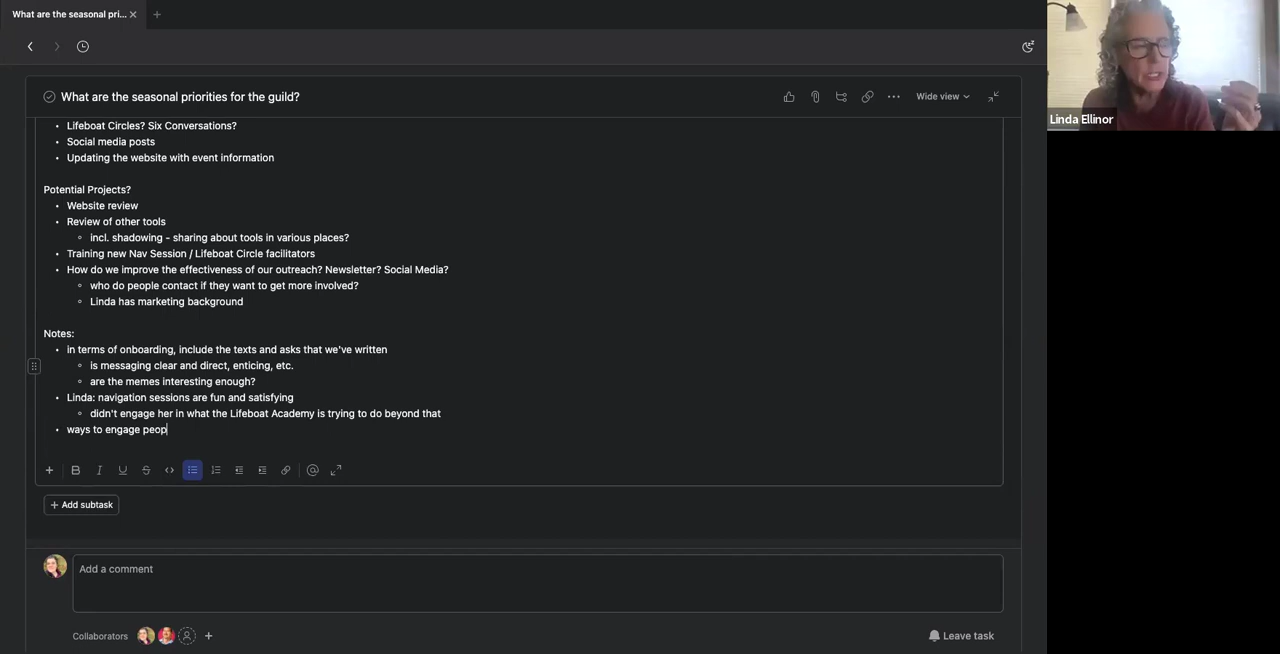 What are the seasonal pri...
Linda Ellinor
What are the seasonal priorities for the guild?
Wide view
• Lifeboat Circles? Six Conversations?
• Social media posts
• Updating the website with event information
Potential Projects?
• Website review
• Review of other tools
◦ incl. shadowing - sharing about tools in various places?
• Training new Nav Session / Lifeboat Circle facilitators
• How do we improve the effectiveness of our outreach? Newsletter? Social Media?
◦ who do people contact if they want to get more involved?
◦ Linda has marketing background
Notes:
• in terms of onboarding, include the texts and asks that we've written
◦ is messaging clear and direct, enticing, etc.
◦ are the memes interesting enough?
• Linda: navigation sessions are fun and satisfying
◦ didn't engage her in what the Lifeboat Academy is trying to do beyond that
• ways to engage peop
B I U S <> @
+ Add subtask
Add a comment
Collaborators
Leave task